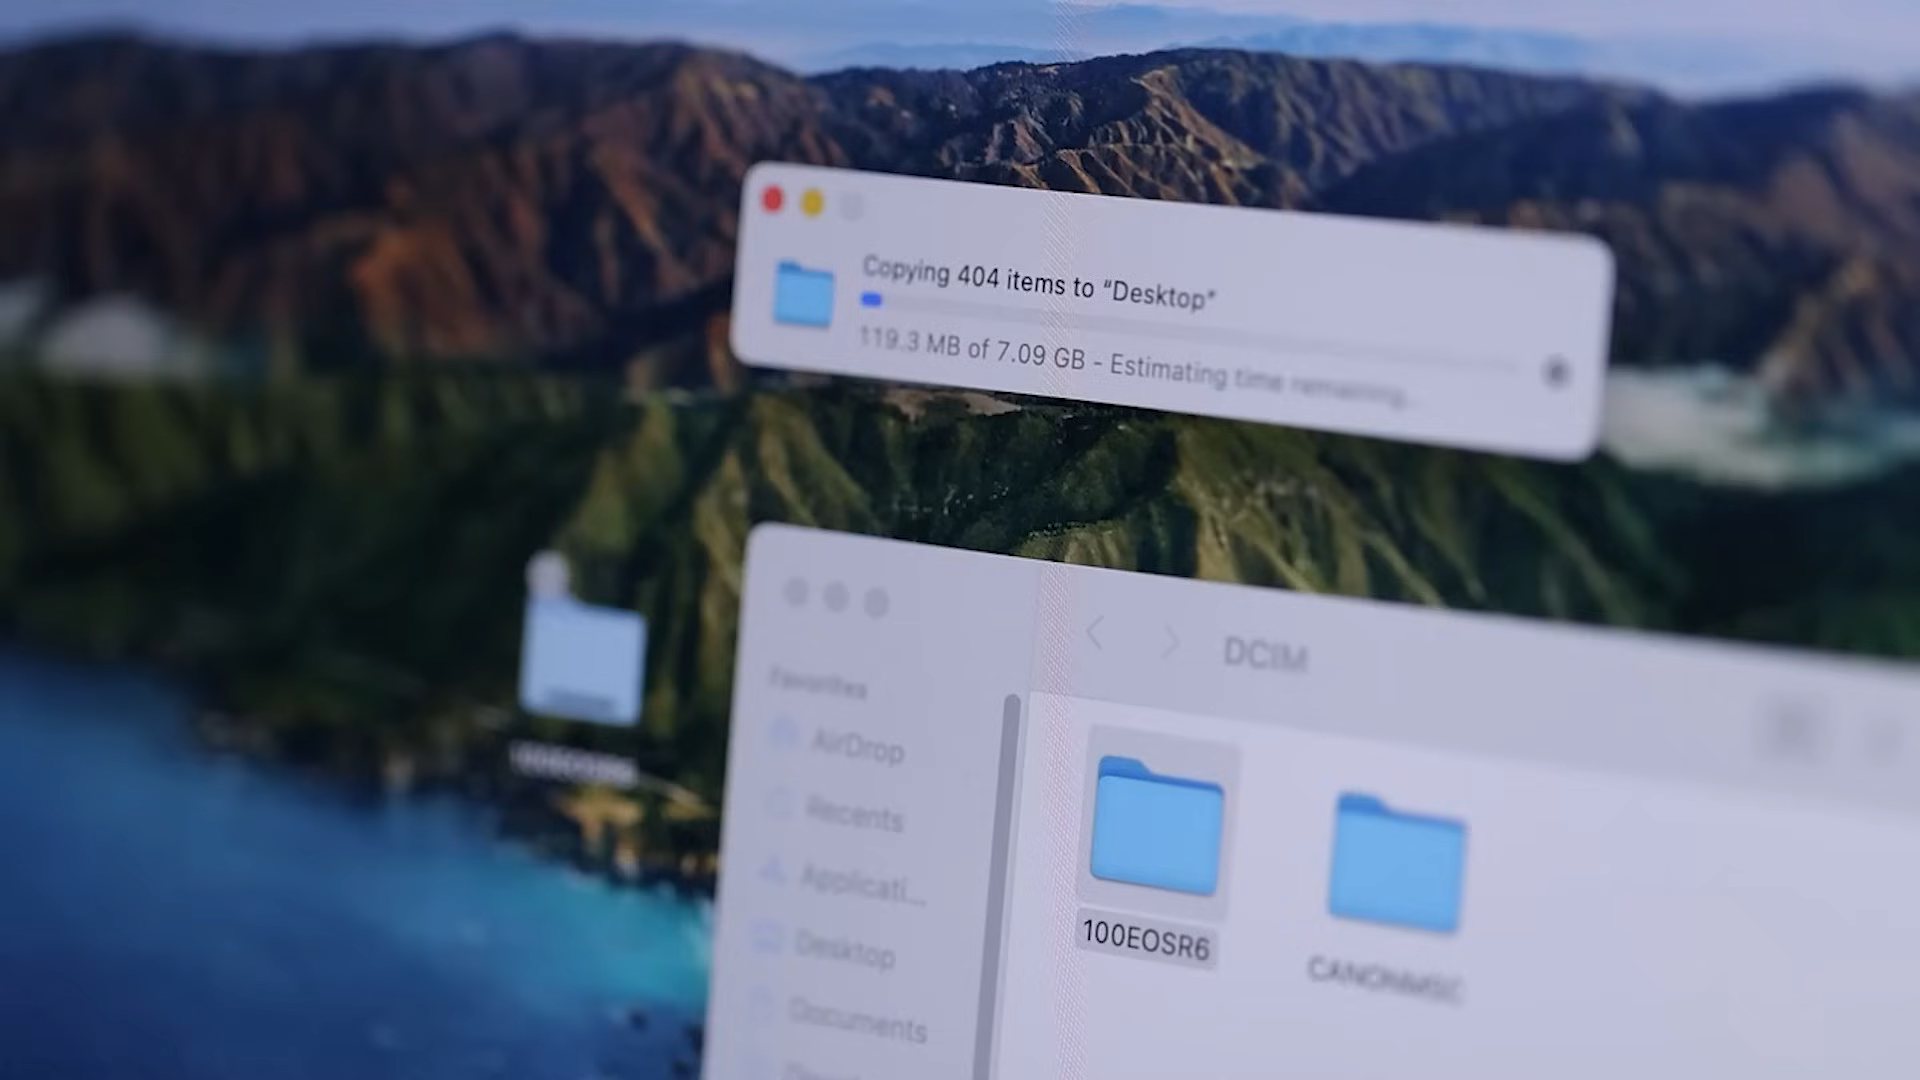 Copying 404 items to “Desktop”
119.3 MB of 7.09 GB - Estimating time remaining...
DCIM
Favorites
AirDrop
Recents
Applicati...
Desktop
Documents
100EOSR6
CANONMSC